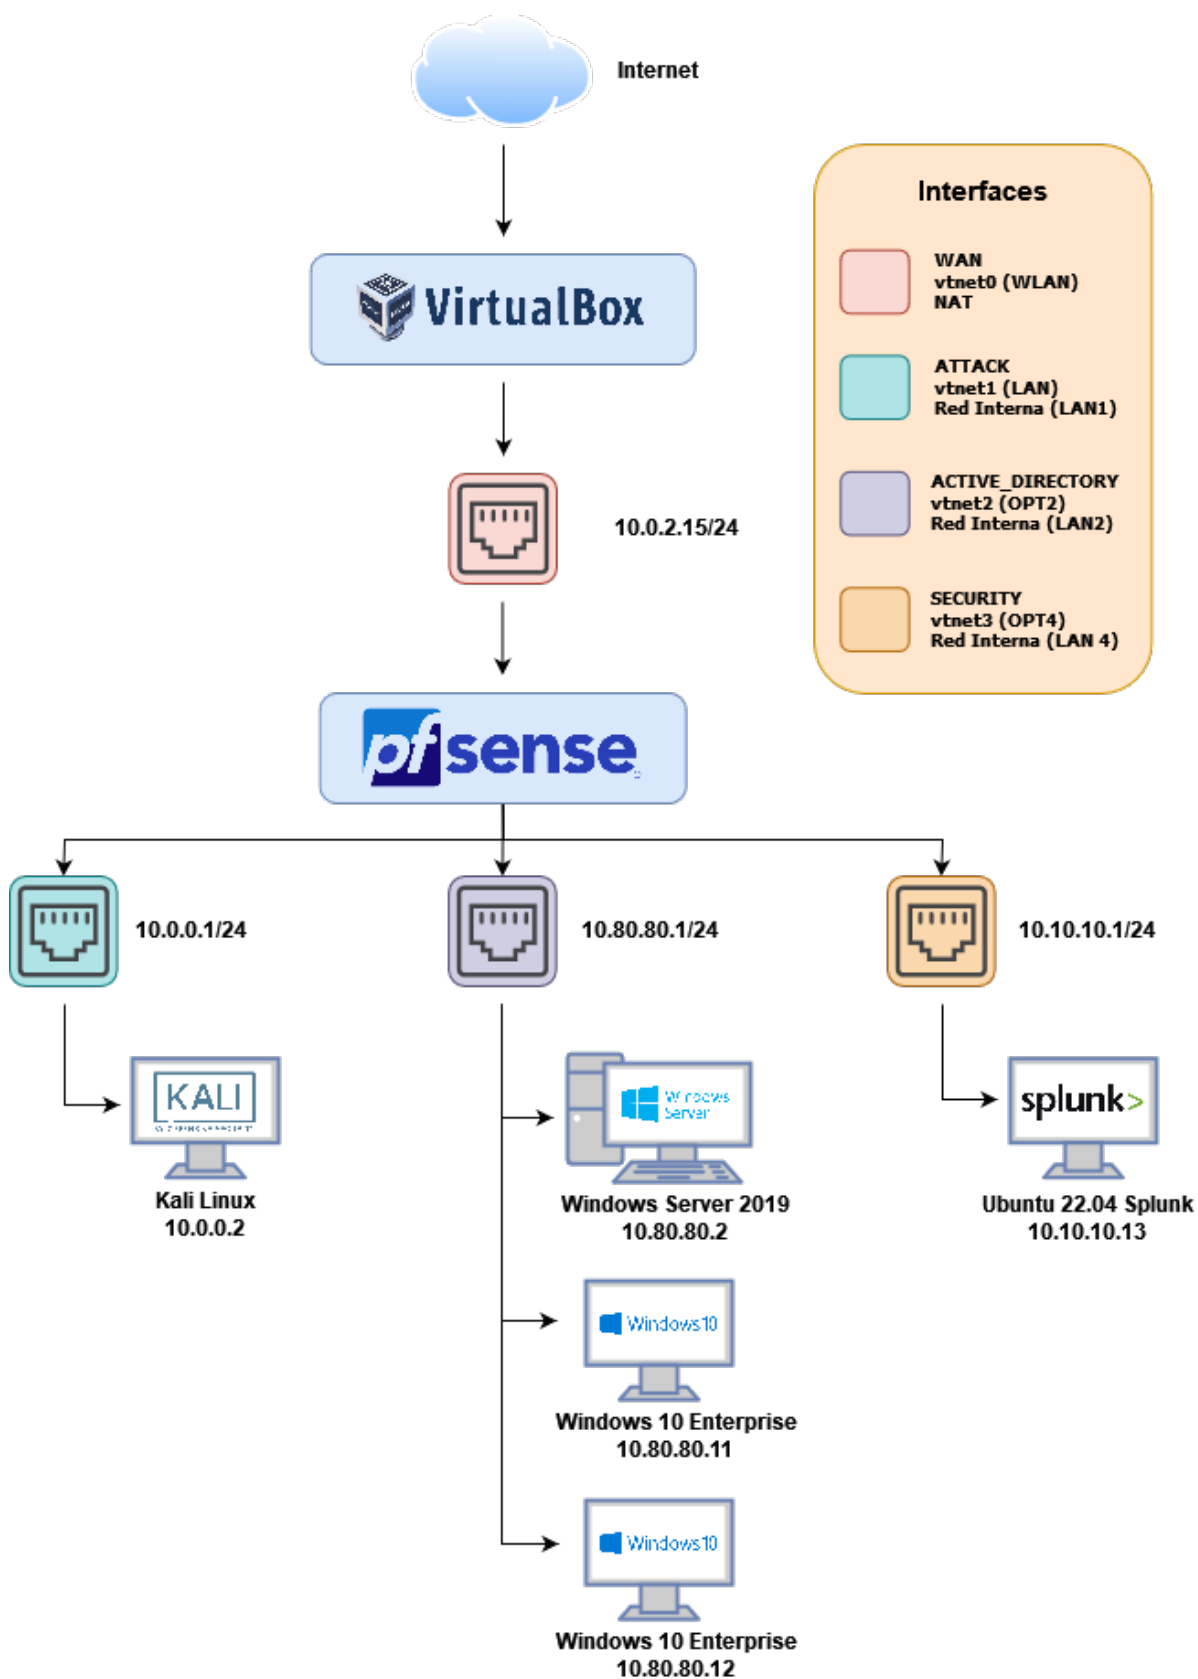 Internet
Interfaces
WAN
vtnet0 (WLAN)
NAT
VirtualBox
ATTACK
vtnet1 (LAN)
Red Interna (LAN1)
ACTIVE_DIRECTORY
vtnet2 (OPT2)
Red Interna (LAN2)
10.0.2.15/24
SECURITY
vtnet3 (OPT4)
Red Interna (LAN 4)
pfsense
10.0.0.1/24
10.80.80.1/24
10.10.10.1/24
KALI
Kali Linux
10.0.0.2
Windows
Server
Windows Server 2019
10.80.80.2
splunk>
Ubuntu 22.04 Splunk
10.10.10.13
Windows10
Windows 10 Enterprise
10.80.80.11
Windows10
Windows 10 Enterprise
10.80.80.12